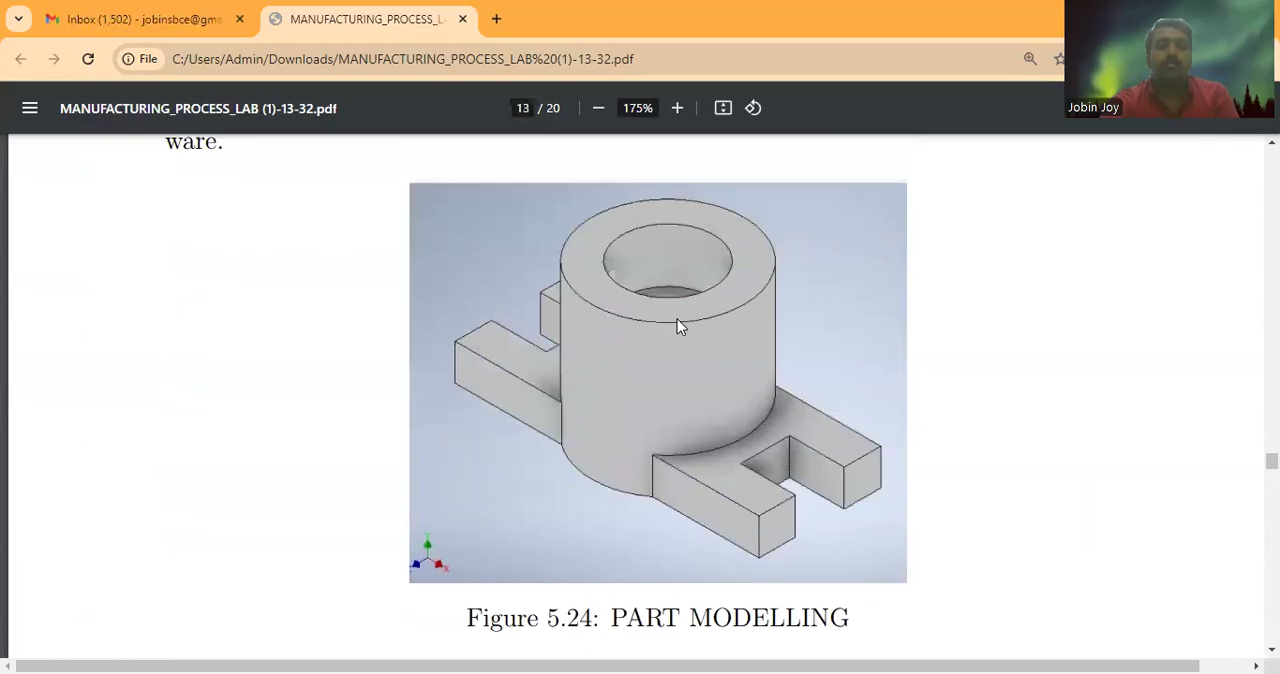 Inbox (1,502) - jobinsbce@gma
MANUFACTURING_PROCESS_L
File
C:/Users/Admin/Downloads/MANUFACTURING_PROCESS_LAB%20(1)-13-32.pdf
MANUFACTURING_PROCESS_LAB (1)-13-32.pdf
13 / 20
175%
Jobin Joy
ware.
Figure 5.24: PART MODELLING